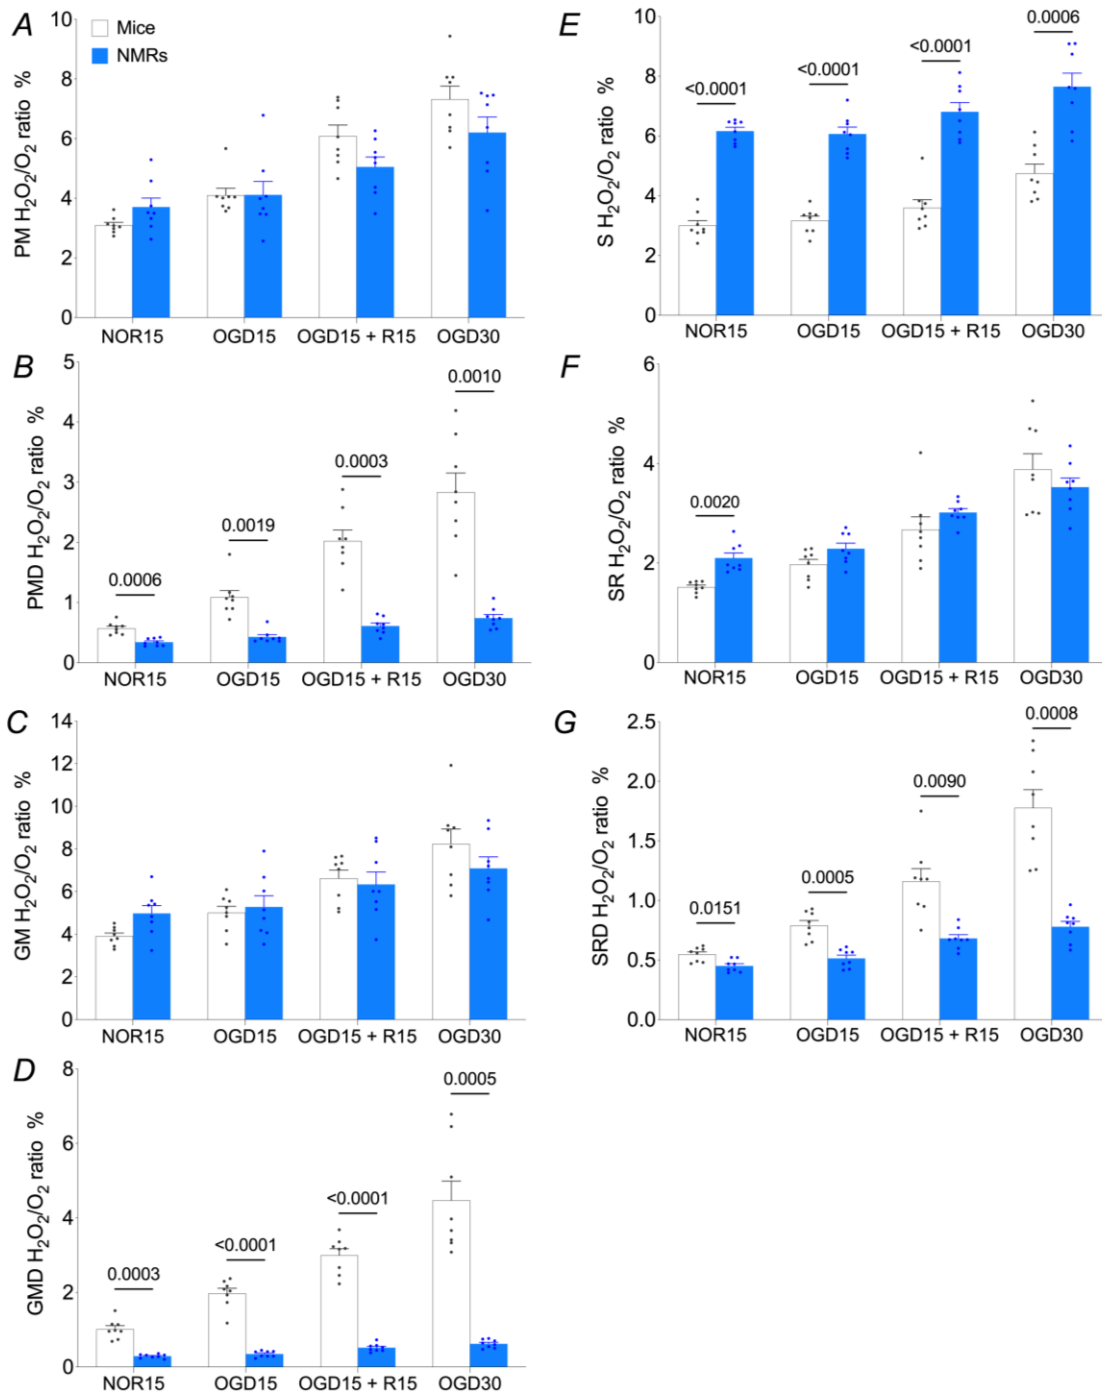 A
Mice
NMRs
PM H₂O₂/O₂ ratio %
10
8
6
4
2
0
NOR15 OGD15 OGD15 + R15 OGD30
B
PMD H₂O₂/O₂ ratio %
5
4
3
2
1
0
0.0006 0.0019 0.0003 0.0010
NOR15 OGD15 OGD15 + R15 OGD30
C
GM H₂O₂/O₂ ratio %
14
12
10
8
6
4
2
0
NOR15 OGD15 OGD15 + R15 OGD30
D
GMD H₂O₂/O₂ ratio %
8
6
4
2
0
0.0003 <0.0001 <0.0001 0.0005
NOR15 OGD15 OGD15 + R15 OGD30
E
S H₂O₂/O₂ ratio %
10
8
6
4
2
0
<0.0001 <0.0001 <0.0001 0.0006
NOR15 OGD15 OGD15 + R15 OGD30
F
SR H₂O₂/O₂ ratio %
6
4
2
0
0.0020
NOR15 OGD15 OGD15 + R15 OGD30
G
SRD H₂O₂/O₂ ratio %
2.5
2.0
1.5
1.0
0.5
0.0
0.0151 0.0005 0.0090 0.0008
NOR15 OGD15 OGD15 + R15 OGD30